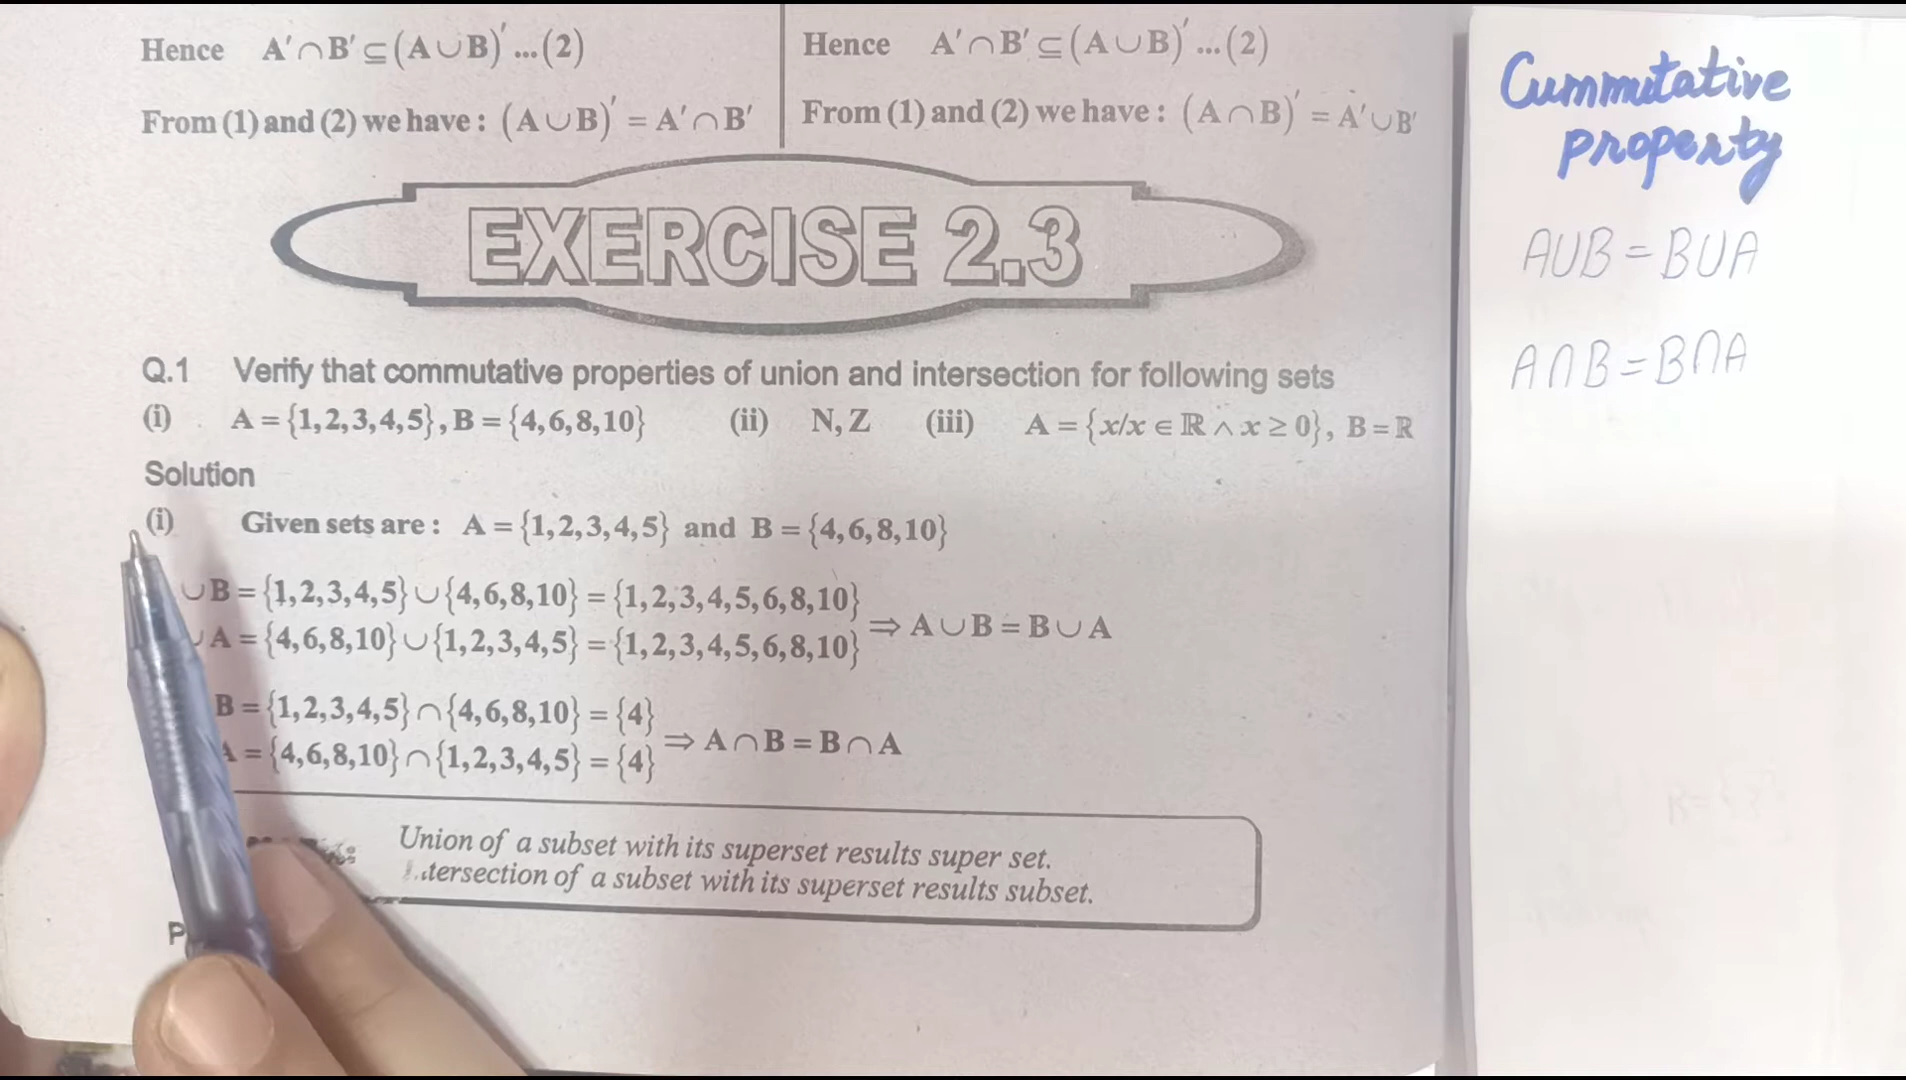 Hence A′∩B′⊆(A∪B)′ ...(2)
From (1) and (2) we have : (A∪B)′ = A′∩B′
Hence A′∩B′⊆(A∪B)′ ...(2)
From (1) and (2) we have : (A∩B)′ = A′∪B′
EXERCISE 2.3
Q.1 Verify that commutative properties of union and intersection for following sets
(i) A = {1,2,3,4,5}, B = {4,6,8,10} (ii) N, Z (iii) A = {x/x ∈ ℝ ∧ x ≥ 0}, B = ℝ
Solution
(i) Given sets are : A = {1,2,3,4,5} and B = {4,6,8,10}
∪B = {1,2,3,4,5}∪{4,6,8,10} = {1,2,3,4,5,6,8,10}
∪A = {4,6,8,10}∪{1,2,3,4,5} = {1,2,3,4,5,6,8,10}
⇒ A∪B = B∪A
B = {1,2,3,4,5}∩{4,6,8,10} = {4}
A = {4,6,8,10}∩{1,2,3,4,5} = {4}
⇒ A∩B = B∩A
Union of a subset with its superset results super set.
tersection of a subset with its superset results subset.
P
Cummutative
property
A∪B = B∪A
A∩B = B∩A